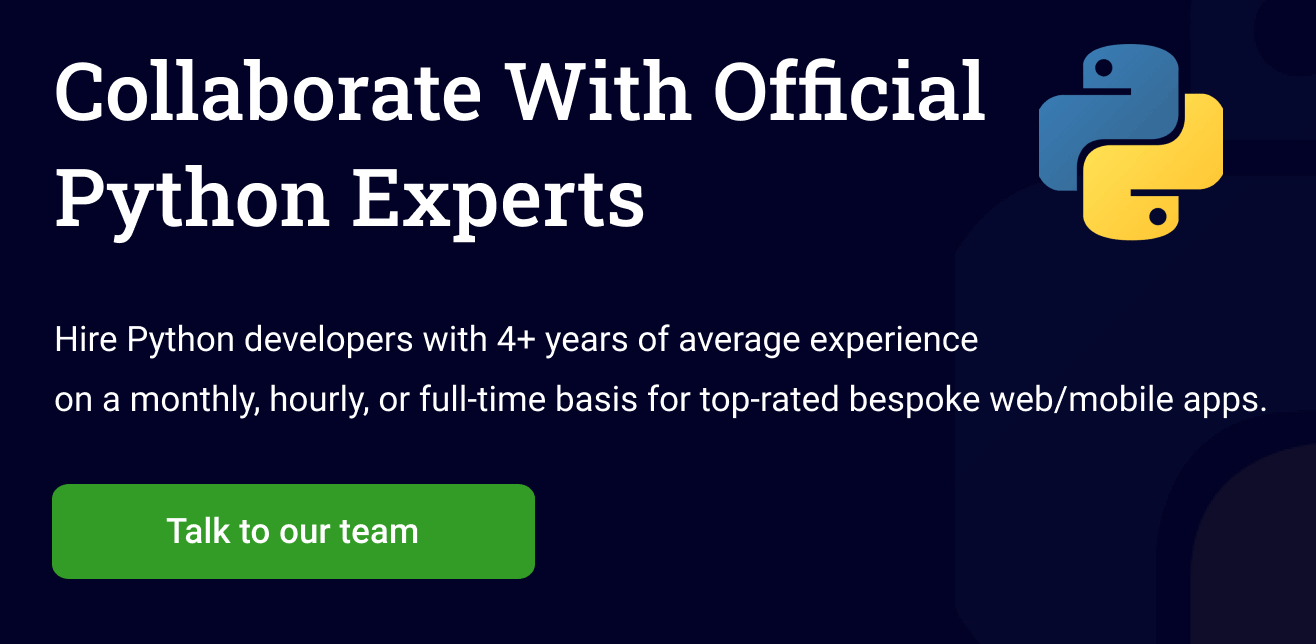 Collaborate With Official
Python Experts
Hire Python developers with 4+ years of average experience
on a monthly, hourly, or full-time basis for top-rated bespoke web/mobile apps.
Talk to our team